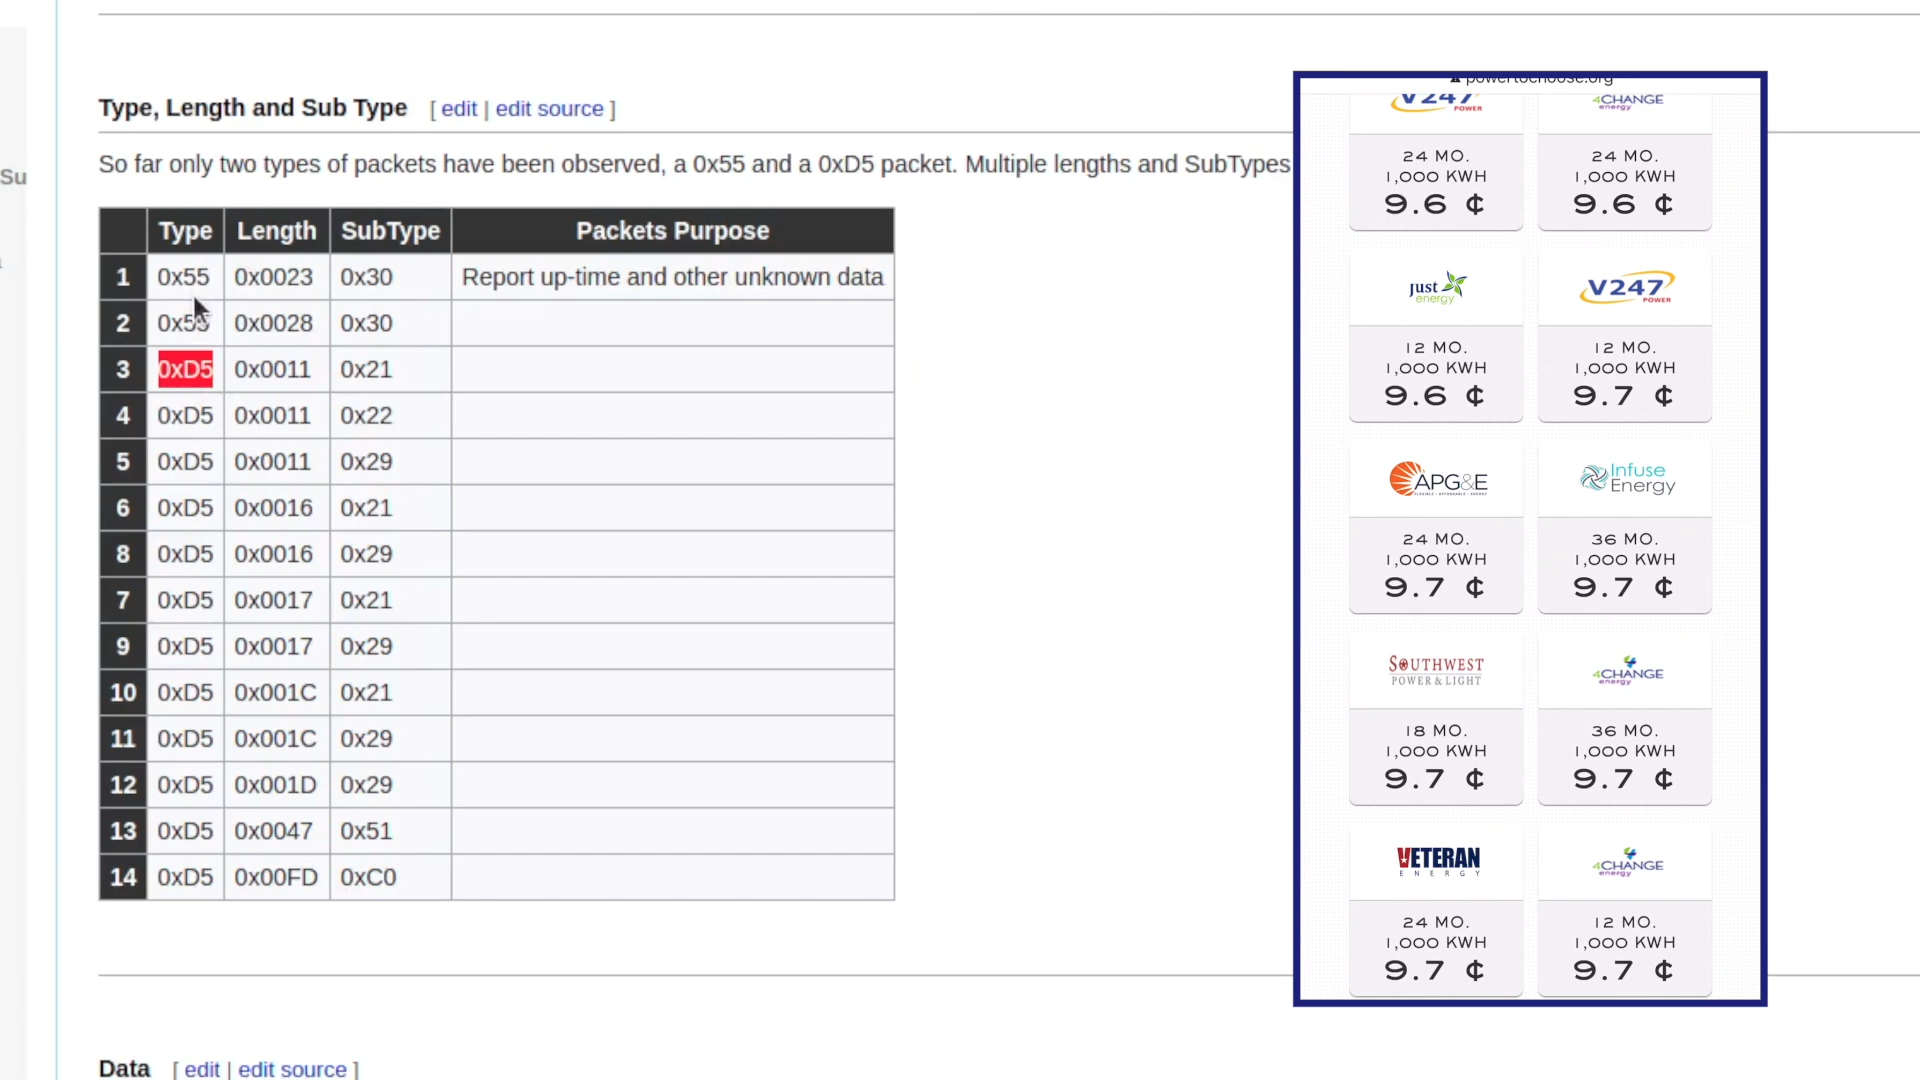 Su
Type, Length and Sub Type [ edit | edit source ]
So far only two types of packets have been observed, a 0x55 and a 0xD5 packet. Multiple lengths and SubTypes
Type Length SubType Packets Purpose
1 0x55 0x0023 0x30 Report up-time and other unknown data
2 0x55 0x0028 0x30
3 0xD5 0x0011 0x21
4 0xD5 0x0011 0x22
5 0xD5 0x0011 0x29
6 0xD5 0x0016 0x21
8 0xD5 0x0016 0x29
7 0xD5 0x0017 0x21
9 0xD5 0x0017 0x29
10 0xD5 0x001C 0x21
11 0xD5 0x001C 0x29
12 0xD5 0x001D 0x29
13 0xD5 0x0047 0x51
14 0xD5 0x00FD 0xC0
Data [ edit | edit source ]
powertochoose.org
V247 POWER
4CHANGE energy
24 MO. 24 MO.
1,000 KWH 1,000 KWH
9.6 ¢ 9.6 ¢
just energy
V247 POWER
12 MO. 12 MO.
1,000 KWH 1,000 KWH
9.6 ¢ 9.7 ¢
APG&E
Infuse Energy
24 MO. 36 MO.
1,000 KWH 1,000 KWH
9.7 ¢ 9.7 ¢
SOUTHWEST POWER & LIGHT
4CHANGE energy
18 MO. 36 MO.
1,000 KWH 1,000 KWH
9.7 ¢ 9.7 ¢
VETERAN ENERGY
4CHANGE energy
24 MO. 12 MO.
1,000 KWH 1,000 KWH
9.7 ¢ 9.7 ¢